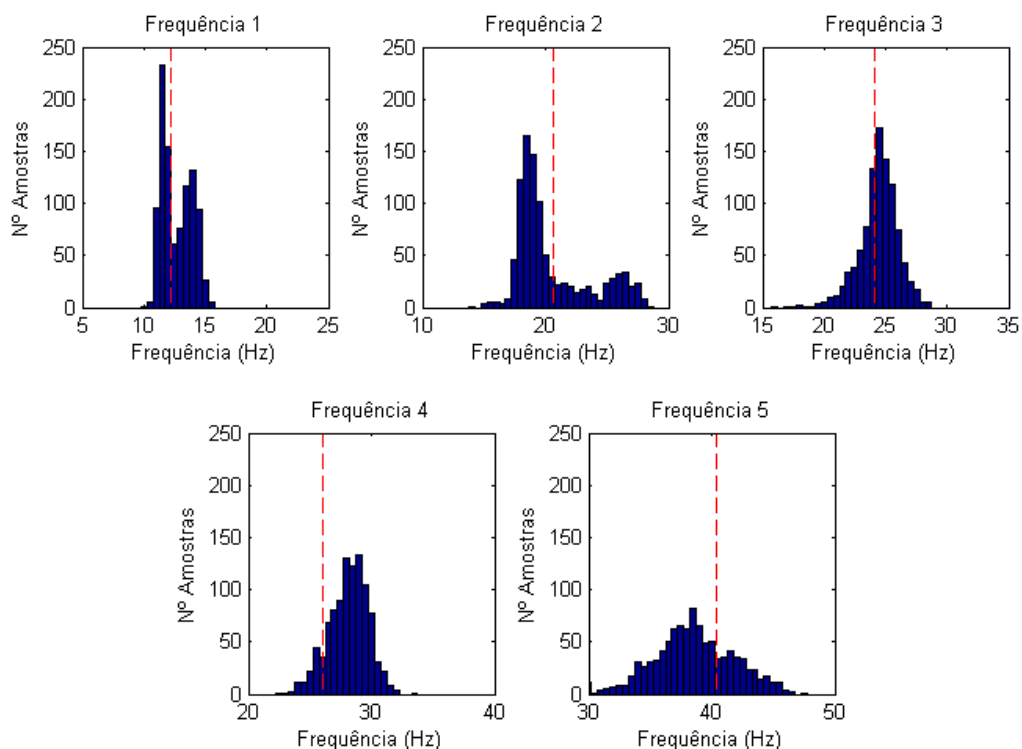 Frequência 1
250
200
150
100
50
0
Nº Amostras
5 10 15 20 25
Frequência (Hz)
Frequência 2
250
200
150
100
50
0
Nº Amostras
10 20 30
Frequência (Hz)
Frequência 3
250
200
150
100
50
0
Nº Amostras
15 20 25 30 35
Frequência (Hz)
Frequência 4
250
200
150
100
50
0
Nº Amostras
20 30 40
Frequência (Hz)
Frequência 5
250
200
150
100
50
0
Nº Amostras
30 40 50
Frequência (Hz)